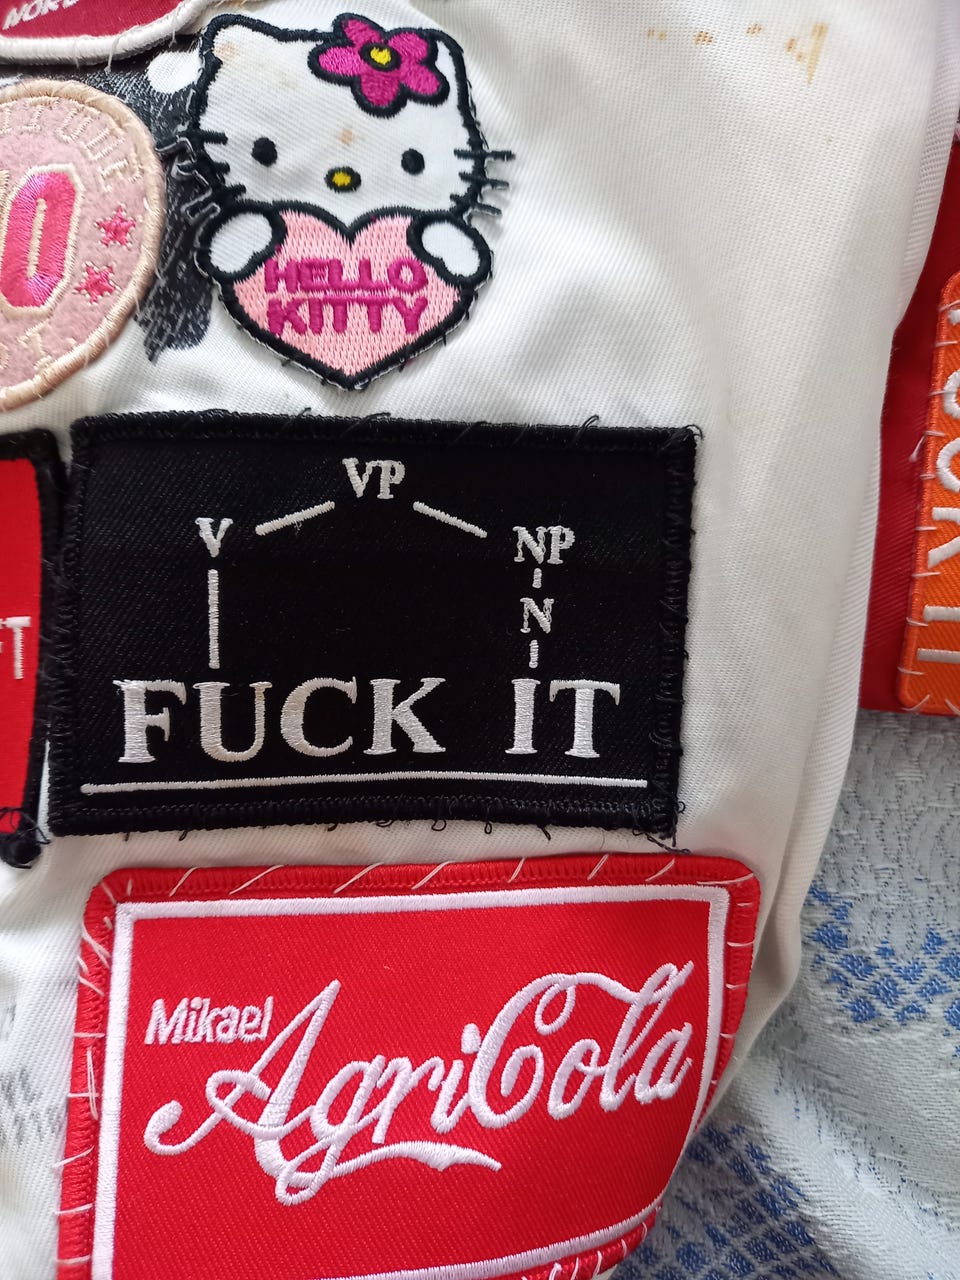 HELLO
KITTY
VP
V NP
N
FUCK IT
Mikael
AgriCola